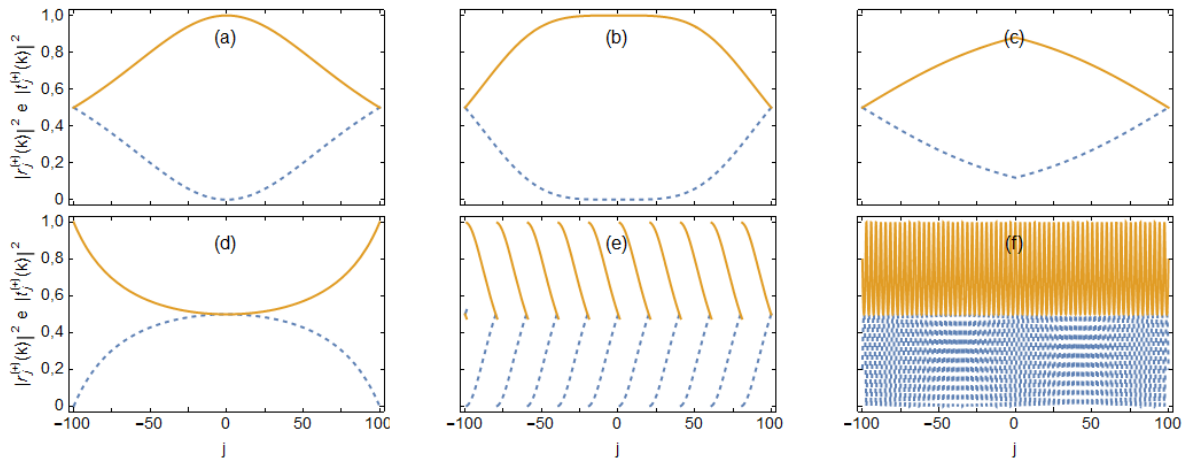 1,0
0,8
0,6
0,4
0,2
0
(a)
(b)
(c)
|r_j^{(+)}(k)|^2 e |t_j^{(+)}(k)|^2
1,0
0,8
0,6
0,4
0,2
0
(d)
(e)
(f)
|r_j^{(+)}(k)|^2 e |t_j^{(+)}(k)|^2
−100 −50 0 50 100
−100 −50 0 50 100
−100 −50 0 50 100
j
j
j